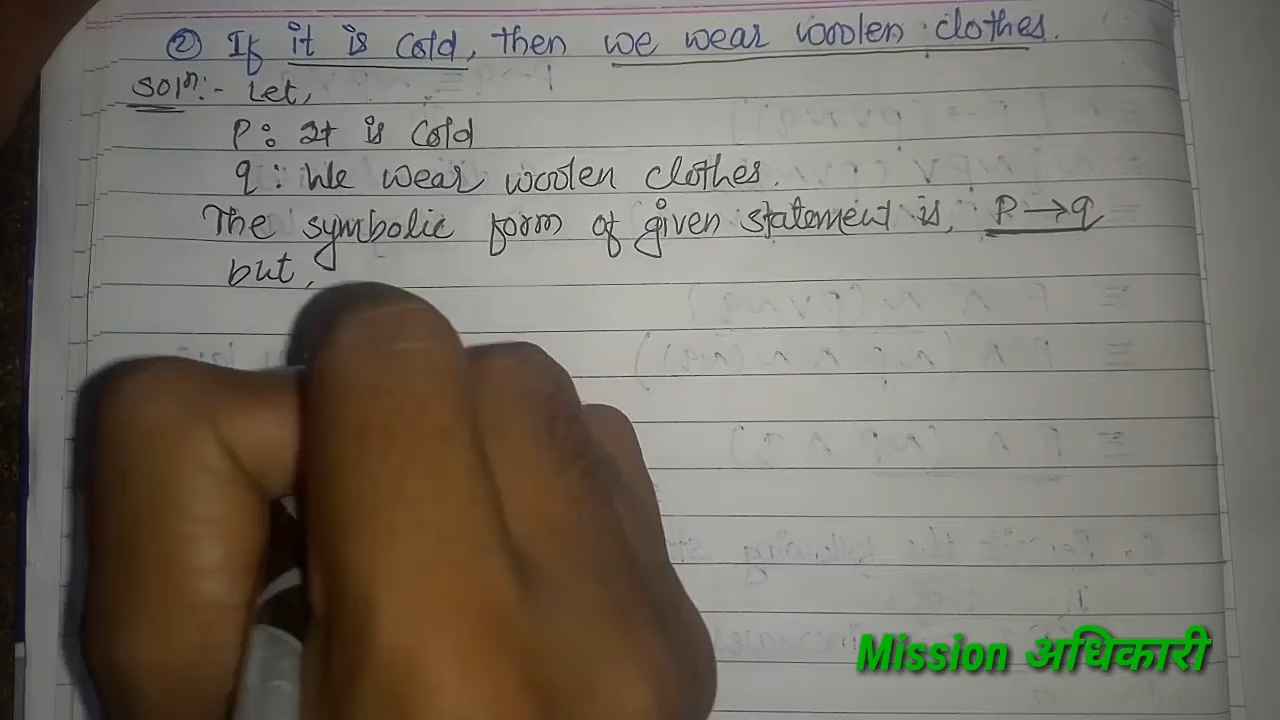 ② If it is cold, then we wear woolen clothes.
Solⁿ:- Let,
P: It is cold
q: We wear woolen clothes.
The symbolic form of given statement is, P → q
but,
Mission अधिकारी